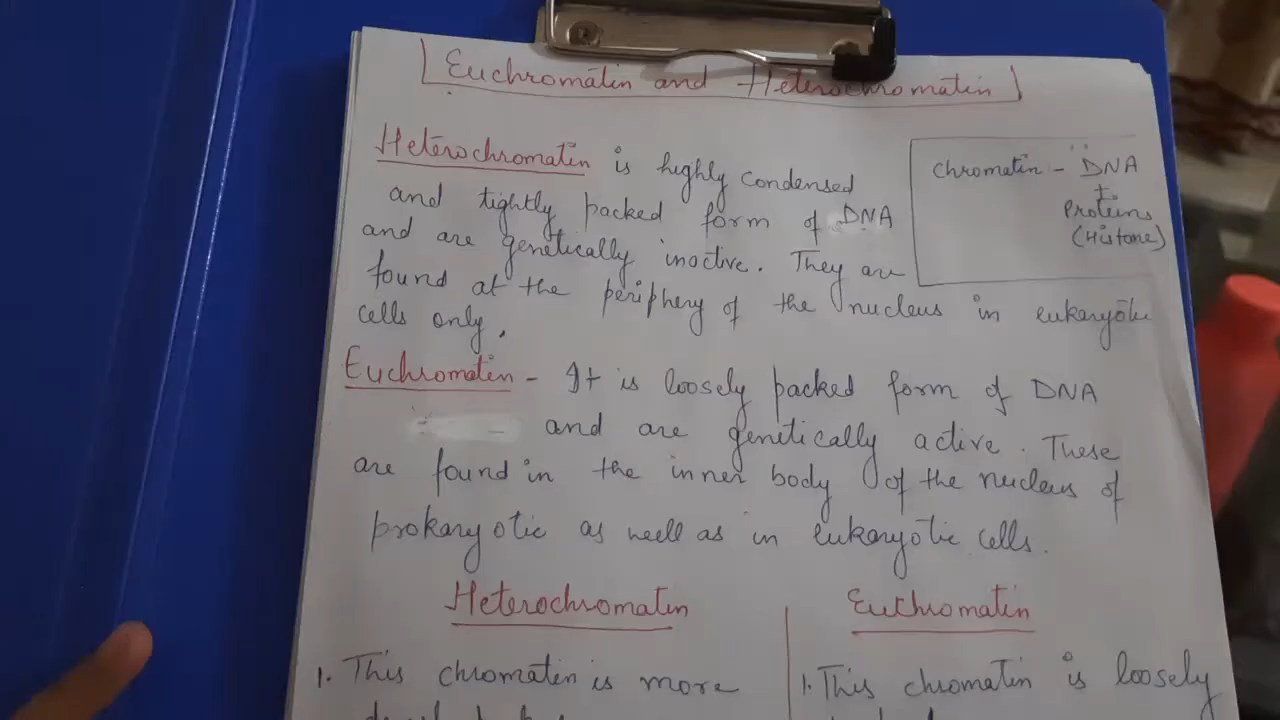 Euchromatin and Heterochromatin
Heterochromatin is highly condensed
and tightly packed form of DNA
and are genetically inactive. They are
found at the periphery of the nucleus in eukaryotic
cells only.
Chromatin - DNA
+
Proteins
(Histone)
Euchromatin - It is loosely packed form of DNA
and are genetically active. These
are found in the inner body of the nucleus of
prokaryotic as well as in eukaryotic cells.
Heterochromatin
Euchromatin
1. This chromatin is more
1. This chromatin is loosely